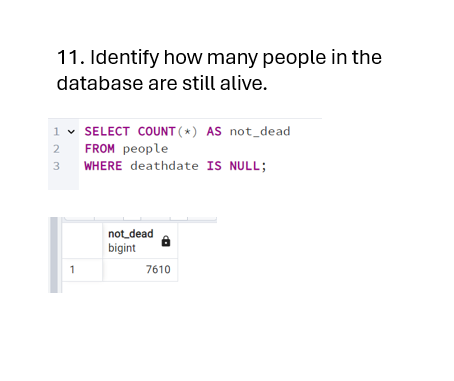 11. Identify how many people in the
database are still alive.
1 SELECT COUNT(*) AS not_dead
2 FROM people
3 WHERE deathdate IS NULL;
not_dead
bigint
1 7610